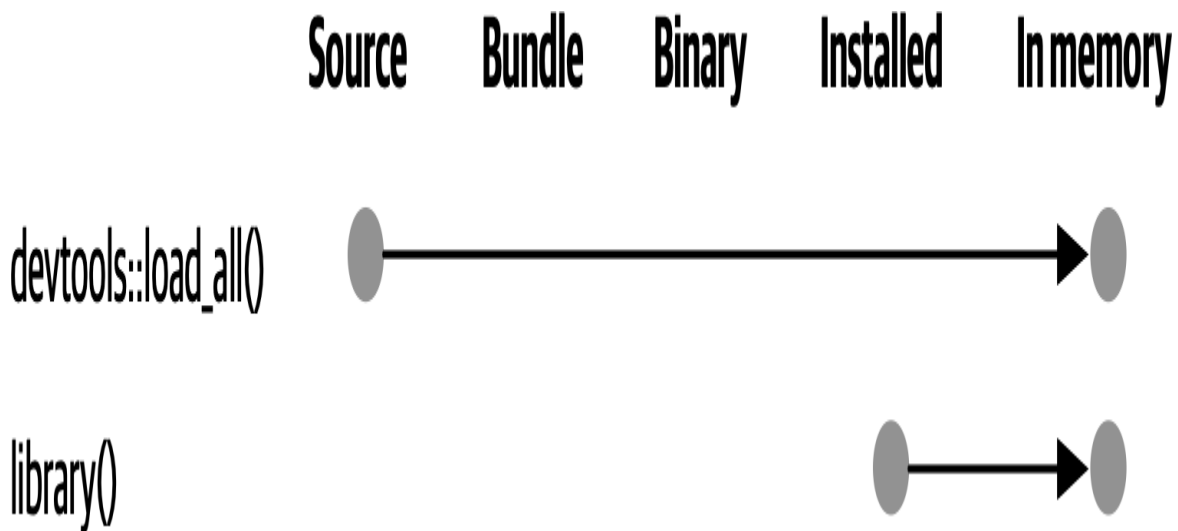 Source Bundle Binary Installed In memory
devtools::load_all()
library()